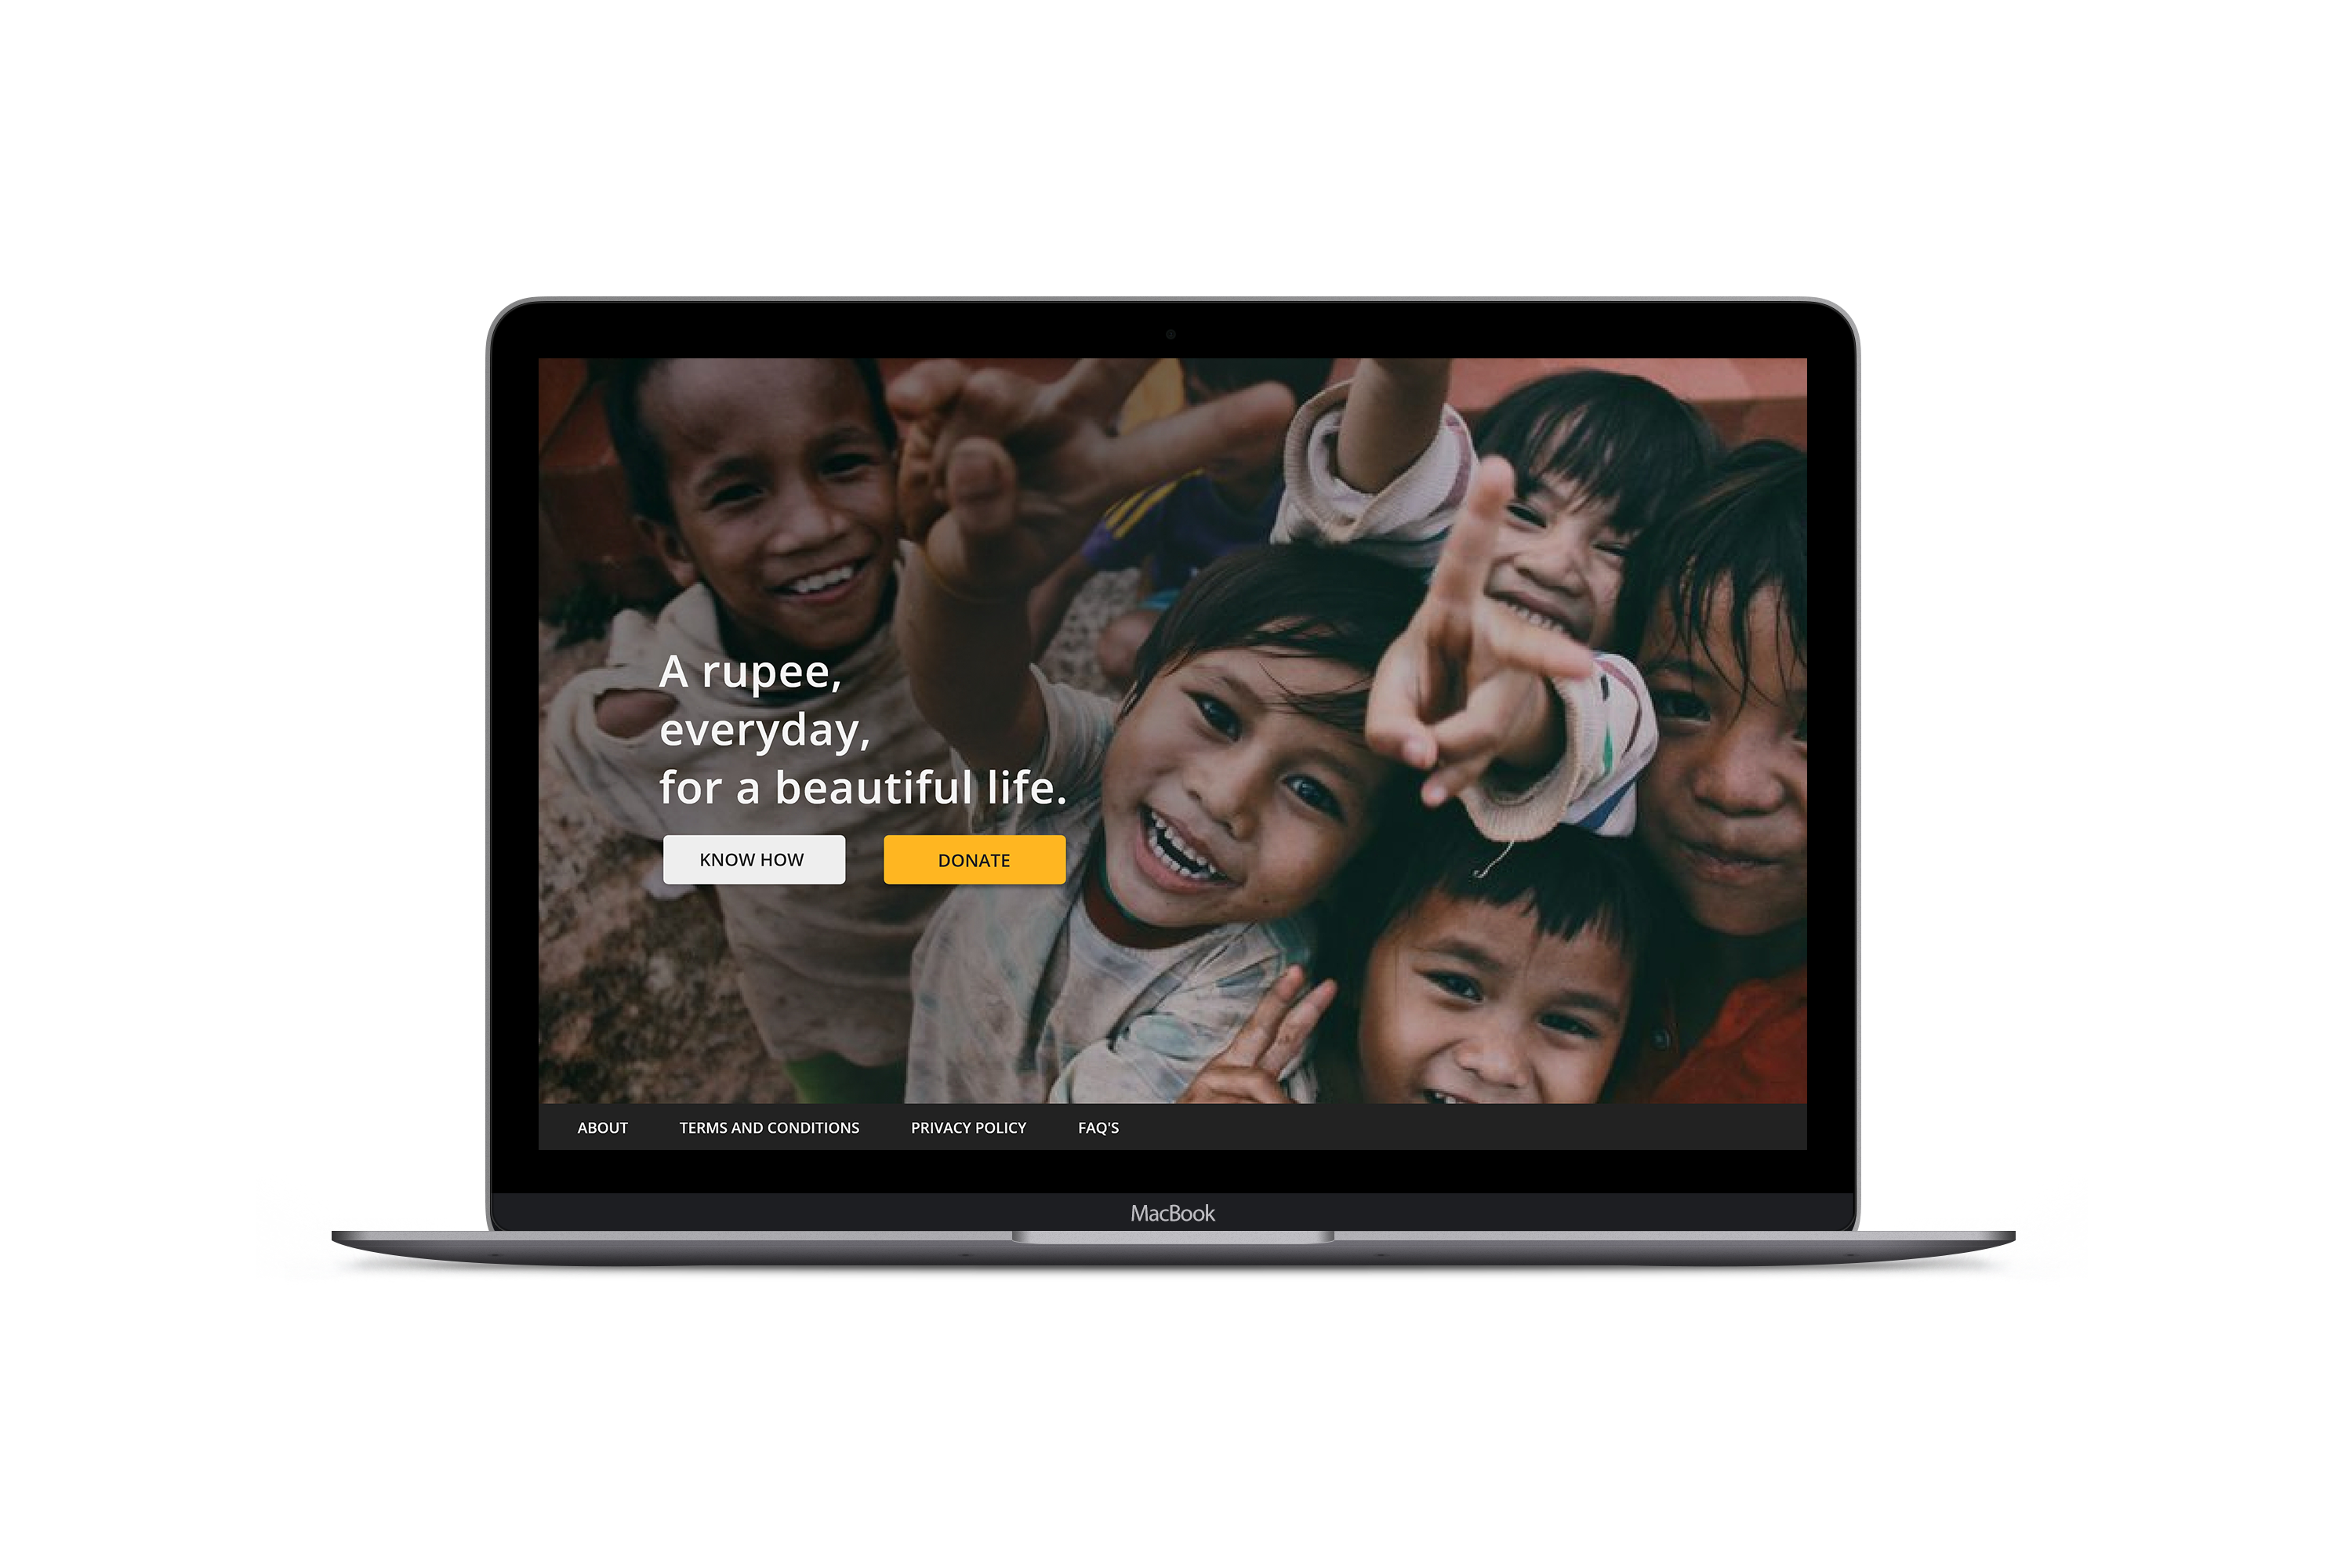 A rupee,
everyday,
for a beautiful life.
KNOW HOW
DONATE
ABOUT
TERMS AND CONDITIONS
PRIVACY POLICY
FAQ'S
MacBook